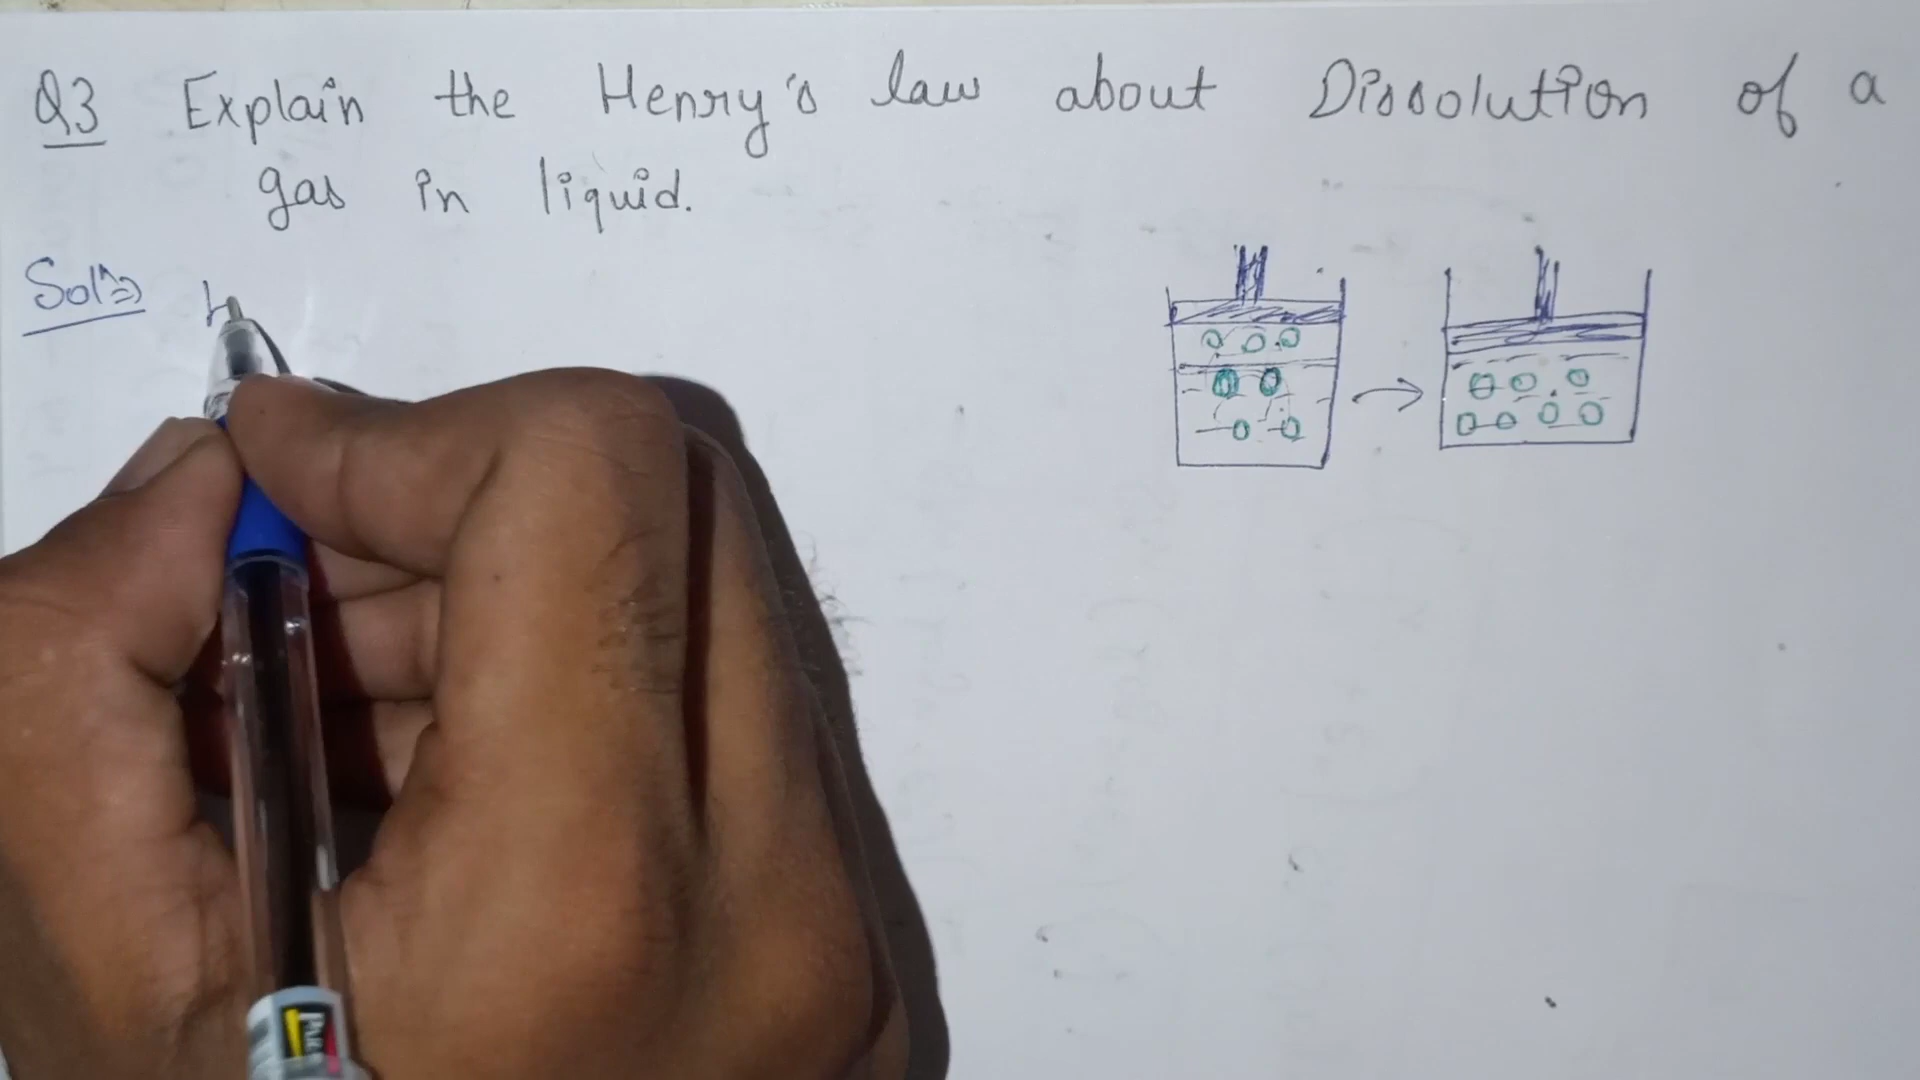 Q3 Explain the Henry's law about Dissolution of a
gas in liquid.
Solⁿ⇒ H